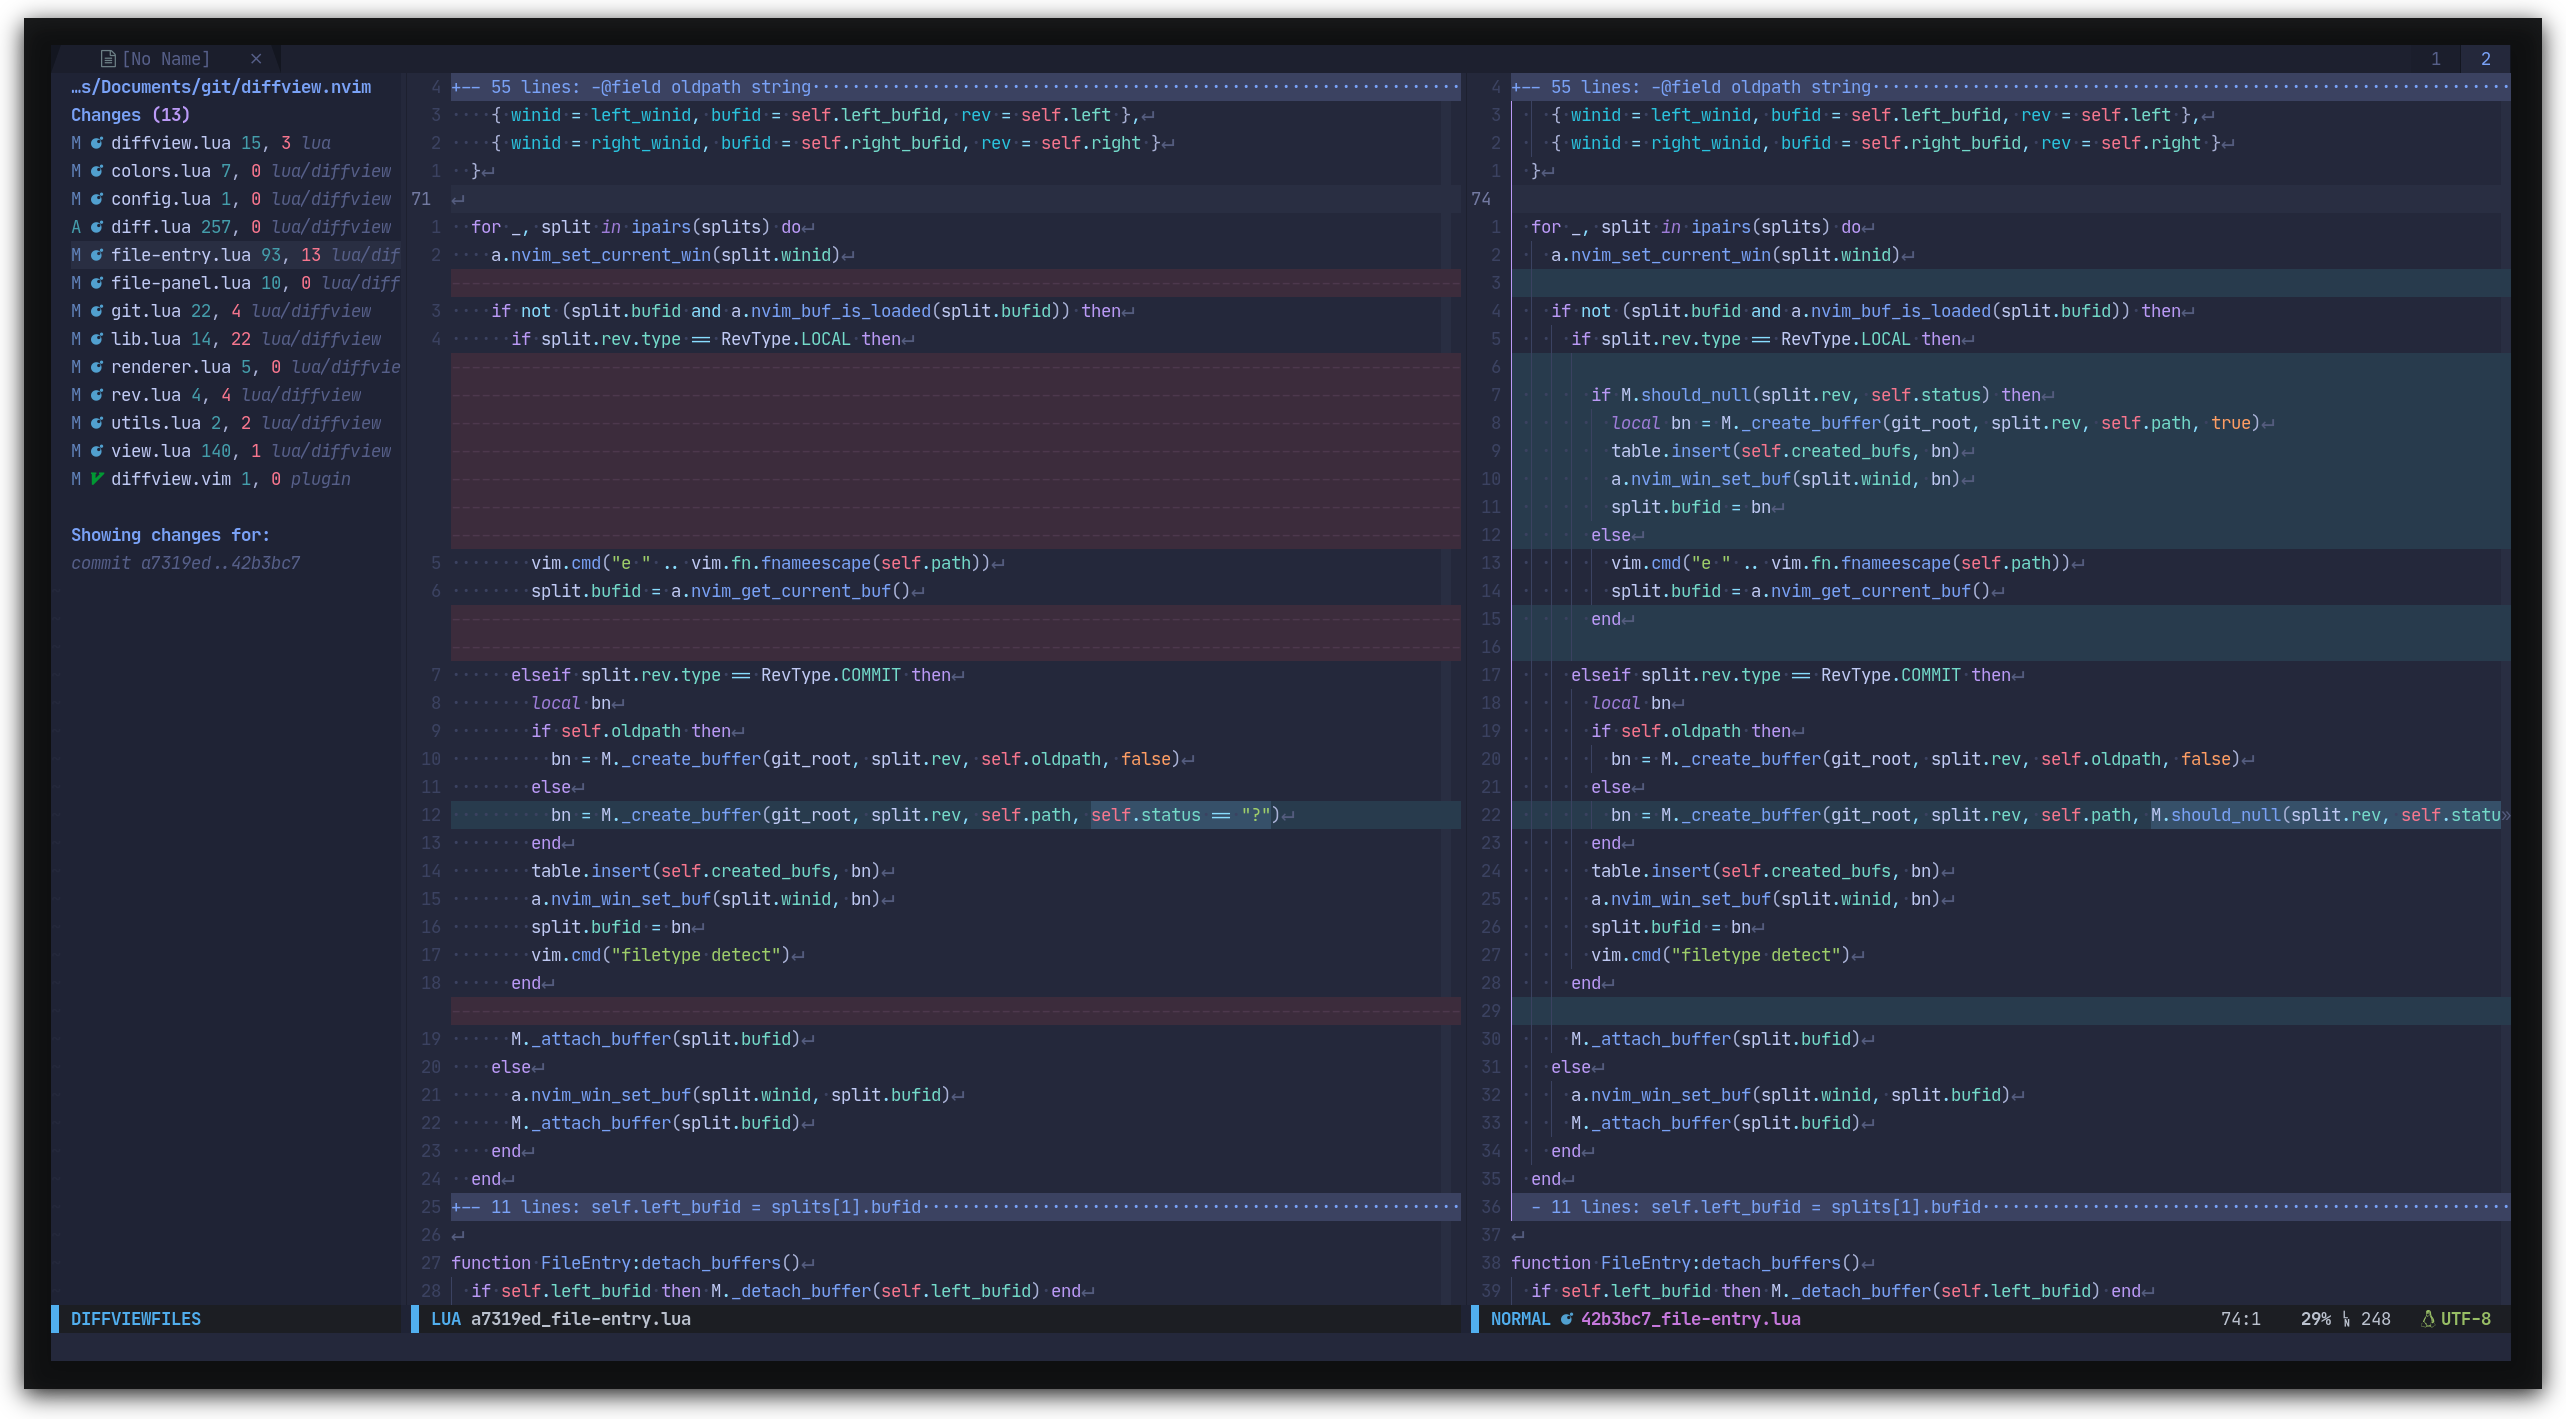 [No Name] × 1 2
…s/Documents/git/diffview.nvim
Changes (13)
M diffview.lua 15, 3 lua
M colors.lua 7, 0 lua/diffview
M config.lua 1, 0 lua/diffview
A diff.lua 257, 0 lua/diffview
M file-entry.lua 93, 13 lua/dif
M file-panel.lua 10, 0 lua/diff
M git.lua 22, 4 lua/diffview
M lib.lua 14, 22 lua/diffview
M renderer.lua 5, 0 lua/diffvie
M rev.lua 4, 4 lua/diffview
M utils.lua 2, 2 lua/diffview
M view.lua 140, 1 lua/diffview
M diffview.vim 1, 0 plugin
Showing changes for:
commit a7319ed..42b3bc7
4 +-- 55 lines: -@field oldpath string
3     { winid = left_winid, bufid = self.left_bufid, rev = self.left },↵
2     { winid = right_winid, bufid = self.right_bufid, rev = self.right }↵
1   }↵
71 ↵
1   for _, split in ipairs(splits) do↵
2     a.nvim_set_current_win(split.winid)↵
3     if not (split.bufid and a.nvim_buf_is_loaded(split.bufid)) then↵
4       if split.rev.type == RevType.LOCAL then↵
5         vim.cmd("e " .. vim.fn.fnameescape(self.path))↵
6         split.bufid = a.nvim_get_current_buf()↵
7       elseif split.rev.type == RevType.COMMIT then↵
8         local bn↵
9         if self.oldpath then↵
10           bn = M._create_buffer(git_root, split.rev, self.oldpath, false)↵
11         else↵
12           bn = M._create_buffer(git_root, split.rev, self.path, self.status == "?")↵
13         end↵
14         table.insert(self.created_bufs, bn)↵
15         a.nvim_win_set_buf(split.winid, bn)↵
16         split.bufid = bn↵
17         vim.cmd("filetype detect")↵
18       end↵
19       M._attach_buffer(split.bufid)↵
20     else↵
21       a.nvim_win_set_buf(split.winid, split.bufid)↵
22       M._attach_buffer(split.bufid)↵
23     end↵
24   end↵
25 +-- 11 lines: self.left_bufid = splits[1].bufid
26 ↵
27 function FileEntry:detach_buffers()↵
28   if self.left_bufid then M._detach_buffer(self.left_bufid) end↵
4 +-- 55 lines: -@field oldpath string
3     { winid = left_winid, bufid = self.left_bufid, rev = self.left },↵
2     { winid = right_winid, bufid = self.right_bufid, rev = self.right }↵
1   }↵
74
1   for _, split in ipairs(splits) do↵
2     a.nvim_set_current_win(split.winid)↵
3
4     if not (split.bufid and a.nvim_buf_is_loaded(split.bufid)) then↵
5       if split.rev.type == RevType.LOCAL then↵
6
7         if M.should_null(split.rev, self.status) then↵
8           local bn = M._create_buffer(git_root, split.rev, self.path, true)↵
9           table.insert(self.created_bufs, bn)↵
10           a.nvim_win_set_buf(split.winid, bn)↵
11           split.bufid = bn↵
12         else↵
13           vim.cmd("e " .. vim.fn.fnameescape(self.path))↵
14           split.bufid = a.nvim_get_current_buf()↵
15         end↵
16
17       elseif split.rev.type == RevType.COMMIT then↵
18         local bn↵
19         if self.oldpath then↵
20           bn = M._create_buffer(git_root, split.rev, self.oldpath, false)↵
21         else↵
22           bn = M._create_buffer(git_root, split.rev, self.path, M.should_null(split.rev, self.statu»
23         end↵
24         table.insert(self.created_bufs, bn)↵
25         a.nvim_win_set_buf(split.winid, bn)↵
26         split.bufid = bn↵
27         vim.cmd("filetype detect")↵
28       end↵
29
30       M._attach_buffer(split.bufid)↵
31     else↵
32       a.nvim_win_set_buf(split.winid, split.bufid)↵
33       M._attach_buffer(split.bufid)↵
34     end↵
35   end↵
36   - 11 lines: self.left_bufid = splits[1].bufid
37 ↵
38 function FileEntry:detach_buffers()↵
39   if self.left_bufid then M._detach_buffer(self.left_bufid) end↵
DIFFVIEWFILES
LUA a7319ed_file-entry.lua
NORMAL 42b3bc7_file-entry.lua 74:1 29% 248 UTF-8